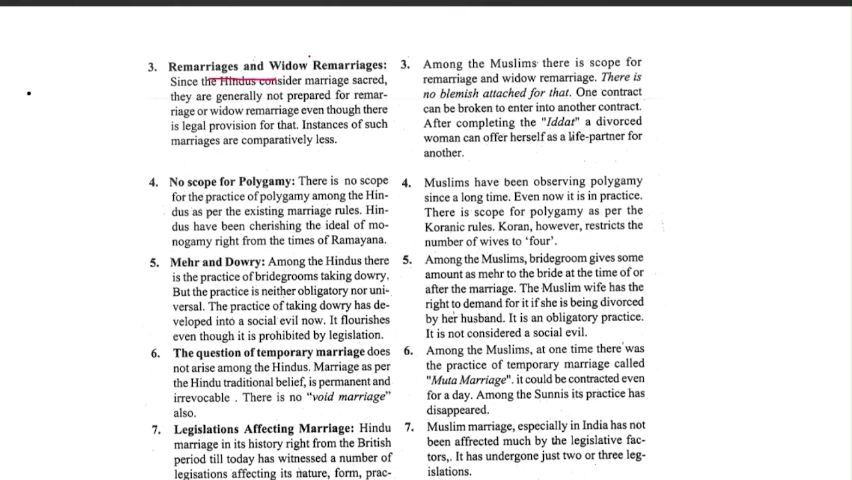 3. Remarriages and Widow Remarriages:
Since the Hindus consider marriage sacred,
they are generally not prepared for remar-
riage or widow remarriage even though there
is legal provision for that. Instances of such
marriages are comparatively less.
3. Among the Muslims there is scope for
remarriage and widow remarriage. There is
no blemish attached for that. One contract
can be broken to enter into another contract.
After completing the "Iddat" a divorced
woman can offer herself as a life-partner for
another.
4. No scope for Polygamy: There is no scope
for the practice of polygamy among the Hin-
dus as per the existing marriage rules. Hin-
dus have been cherishing the ideal of mo-
nogamy right from the times of Ramayana.
4. Muslims have been observing polygamy
since a long time. Even now it is in practice.
There is scope for polygamy as per the
Koranic rules. Koran, however, restricts the
number of wives to ‘four’.
5. Mehr and Dowry: Among the Hindus there
is the practice of bridegrooms taking dowry.
But the practice is neither obligatory nor uni-
versal. The practice of taking dowry has de-
veloped into a social evil now. It flourishes
even though it is prohibited by legislation.
5. Among the Muslims, bridegroom gives some
amount as mehr to the bride at the time of or
after the marriage. The Muslim wife has the
right to demand for it if she is being divorced
by her husband. It is an obligatory practice.
It is not considered a social evil.
6. The question of temporary marriage does
not arise among the Hindus. Marriage as per
the Hindu traditional belief, is permanent and
irrevocable . There is no “void marriage”
also.
6. Among the Muslims, at one time there was
the practice of temporary marriage called
"Muta Marriage". it could be contracted even
for a day. Among the Sunnis its practice has
disappeared.
7. Legislations Affecting Marriage: Hindu
marriage in its history right from the British
period till today has witnessed a number of
legisations affecting its nature, form, prac-
7. Muslim marriage, especially in India has not
been affrected much by the legislative fac-
tors,. It has undergone just two or three leg-
islations.